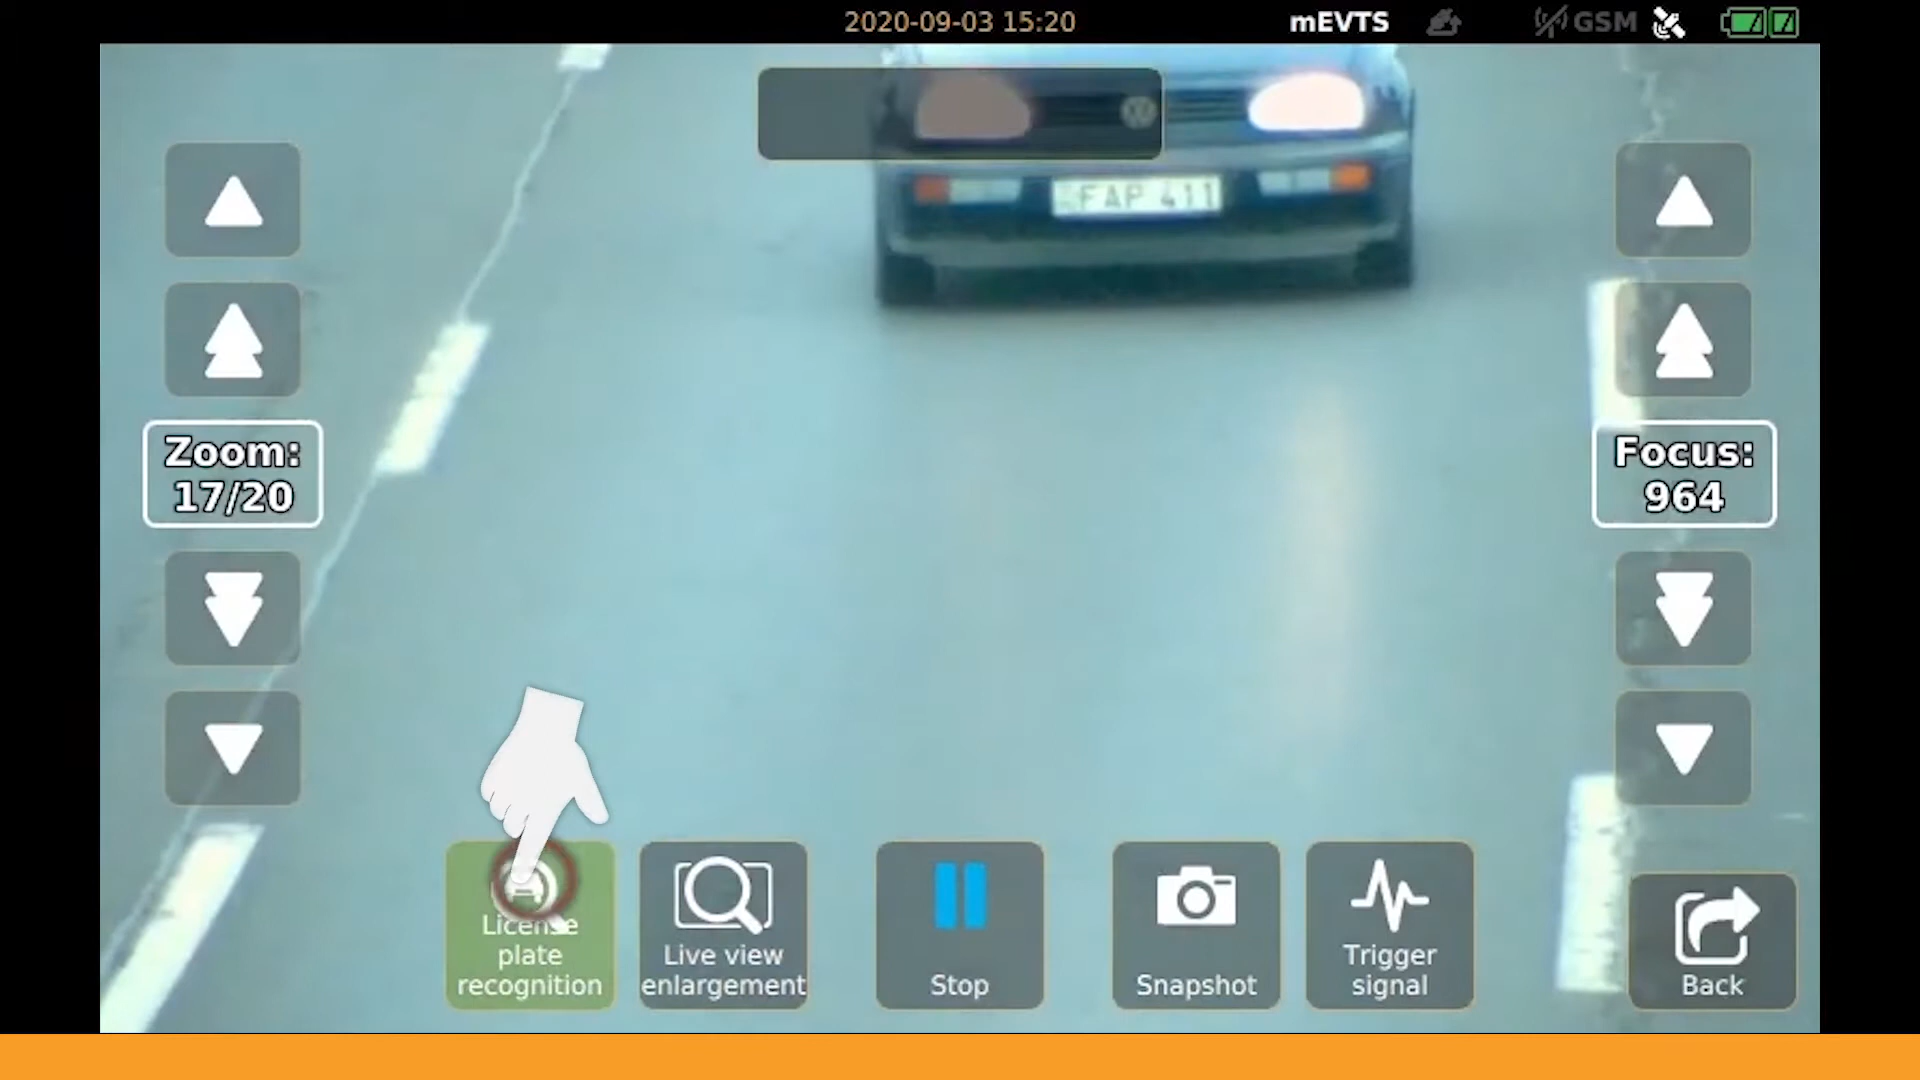 2020-09-03 15:20
mEVTS
GSM
FAP 411
Zoom:
17/20
Focus:
964
License
plate
recognition
Live view
enlargement
Stop
Snapshot
Trigger
signal
Back